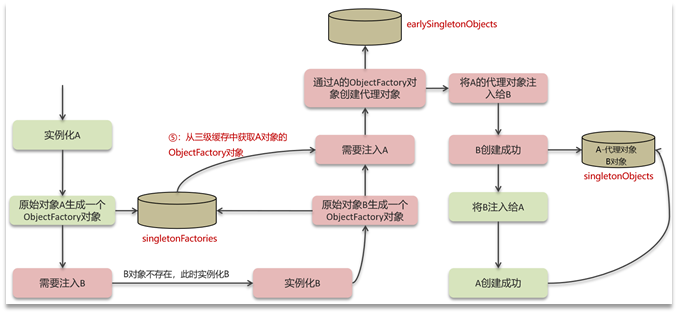 earlySingletonObjects
通过A的ObjectFactory对
象创建代理对象
将A的代理对象注
入给B
实例化A
⑤：从三级缓存中获取A对象的
ObjectFactory对象
需要注入A
B创建成功
A-代理对象
B对象
singletonObjects
原始对象A生成一个
ObjectFactory对象
singletonFactories
原始对象B生成一个
ObjectFactory对象
将B注入给A
需要注入B
B对象不存在，此时实例化B
实例化B
A创建成功